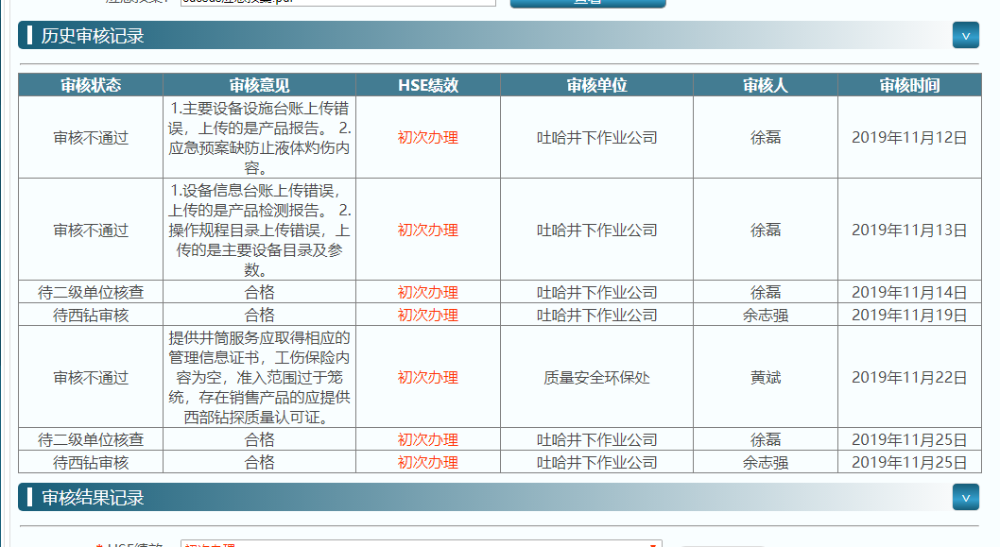 历史审核记录
审核状态 审核意见 HSE绩效 审核单位 审核人 审核时间
审核不通过 1.主要设备设施台账上传错误，上传的是产品报告。 2.应急预案缺防止液体灼伤内容。 初次办理 吐哈井下作业公司 徐磊 2019年11月12日
审核不通过 1.设备信息台账上传错误，上传的是产品检测报告。 2.操作规程目录上传错误，上传的是主要设备目录及参数。 初次办理 吐哈井下作业公司 徐磊 2019年11月13日
待二级单位核查 合格 初次办理 吐哈井下作业公司 徐磊 2019年11月14日
待西钻审核 合格 初次办理 吐哈井下作业公司 余志强 2019年11月19日
审核不通过 提供井筒服务应取得相应的管理信息证书，工伤保险内容为空，准入范围过于笼统，存在销售产品的应提供西部钻探质量认可证。 初次办理 质量安全环保处 黄斌 2019年11月22日
待二级单位核查 合格 初次办理 吐哈井下作业公司 徐磊 2019年11月25日
待西钻审核 合格 初次办理 吐哈井下作业公司 余志强 2019年11月25日
审核结果记录
* HSE绩效 初次办理